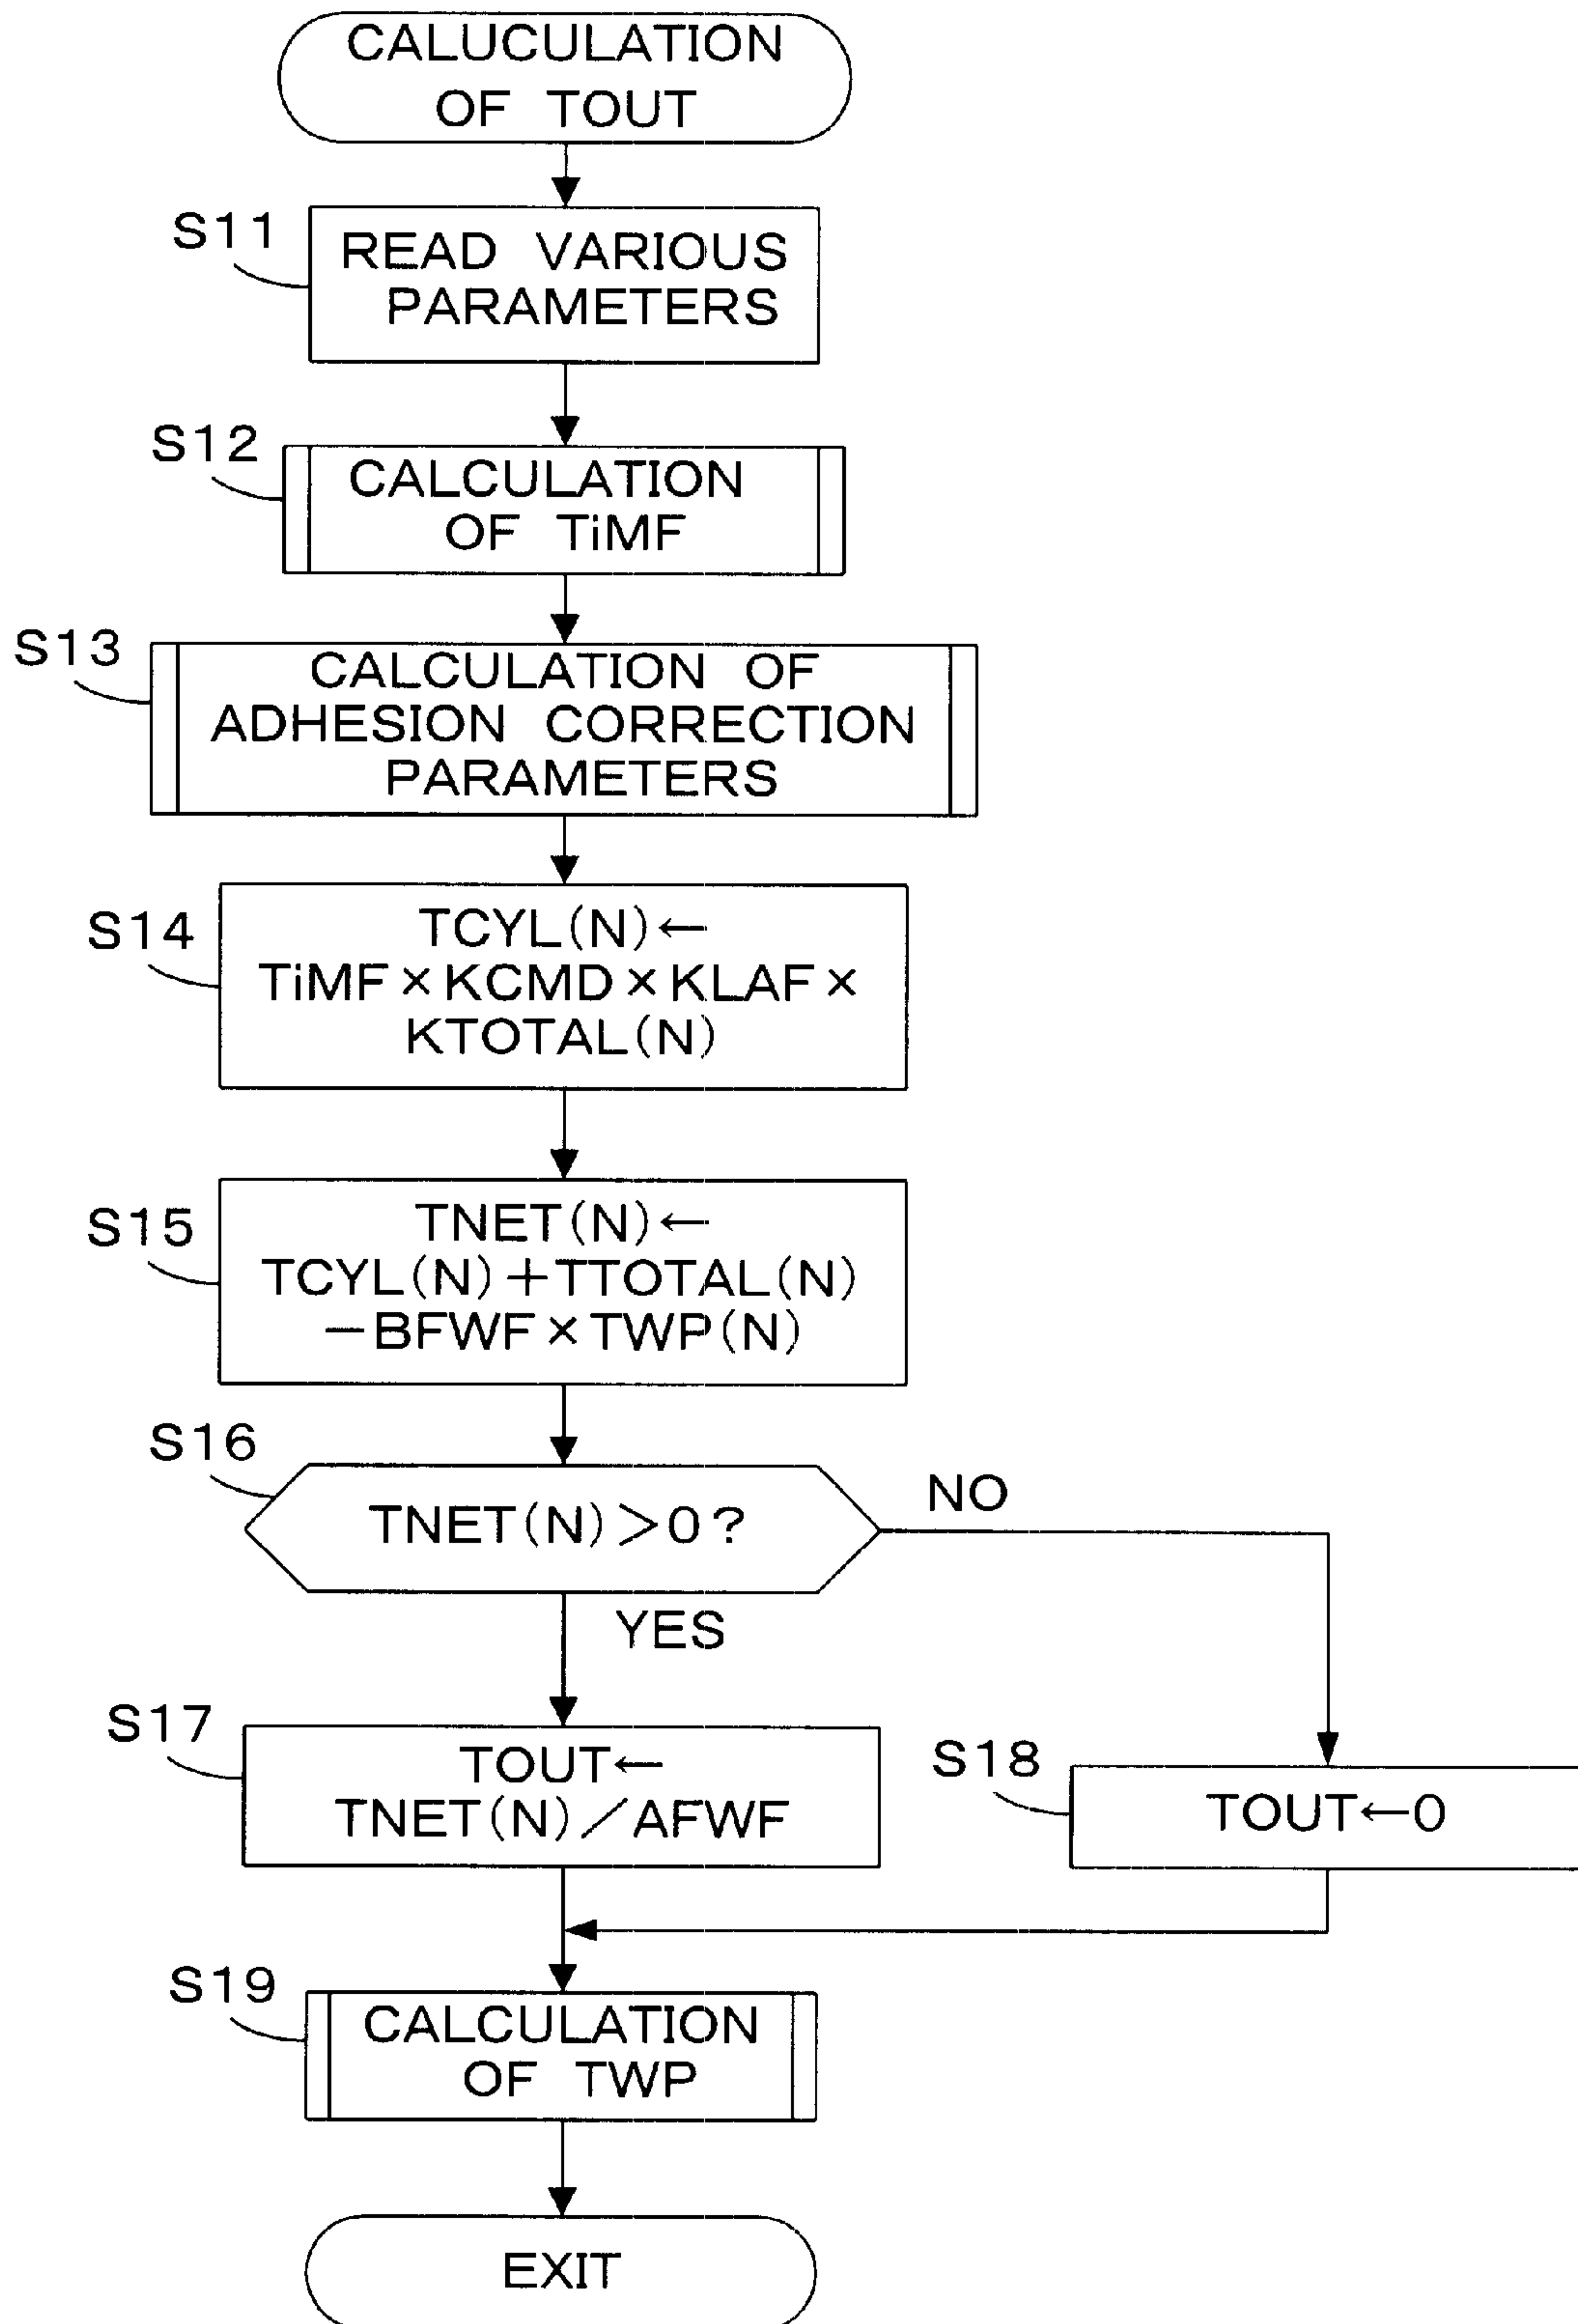 CALUCULATION
OF TOUT
S11
READ VARIOUS
PARAMETERS
S12
CALCULATION
OF TiMF
S13
CALCULATION OF
ADHESION CORRECTION
PARAMETERS
S14
TCYL(N)←
TiMF×KCMD×KLAF×
KTOTAL(N)
S15
TNET(N)←
TCYL(N)+TTOTAL(N)
−BFWF×TWP(N)
S16
TNET(N)>0?
NO
YES
S17
TOUT←
TNET(N)/AFWF
S18
TOUT←0
S19
CALCULATION
OF TWP
EXIT